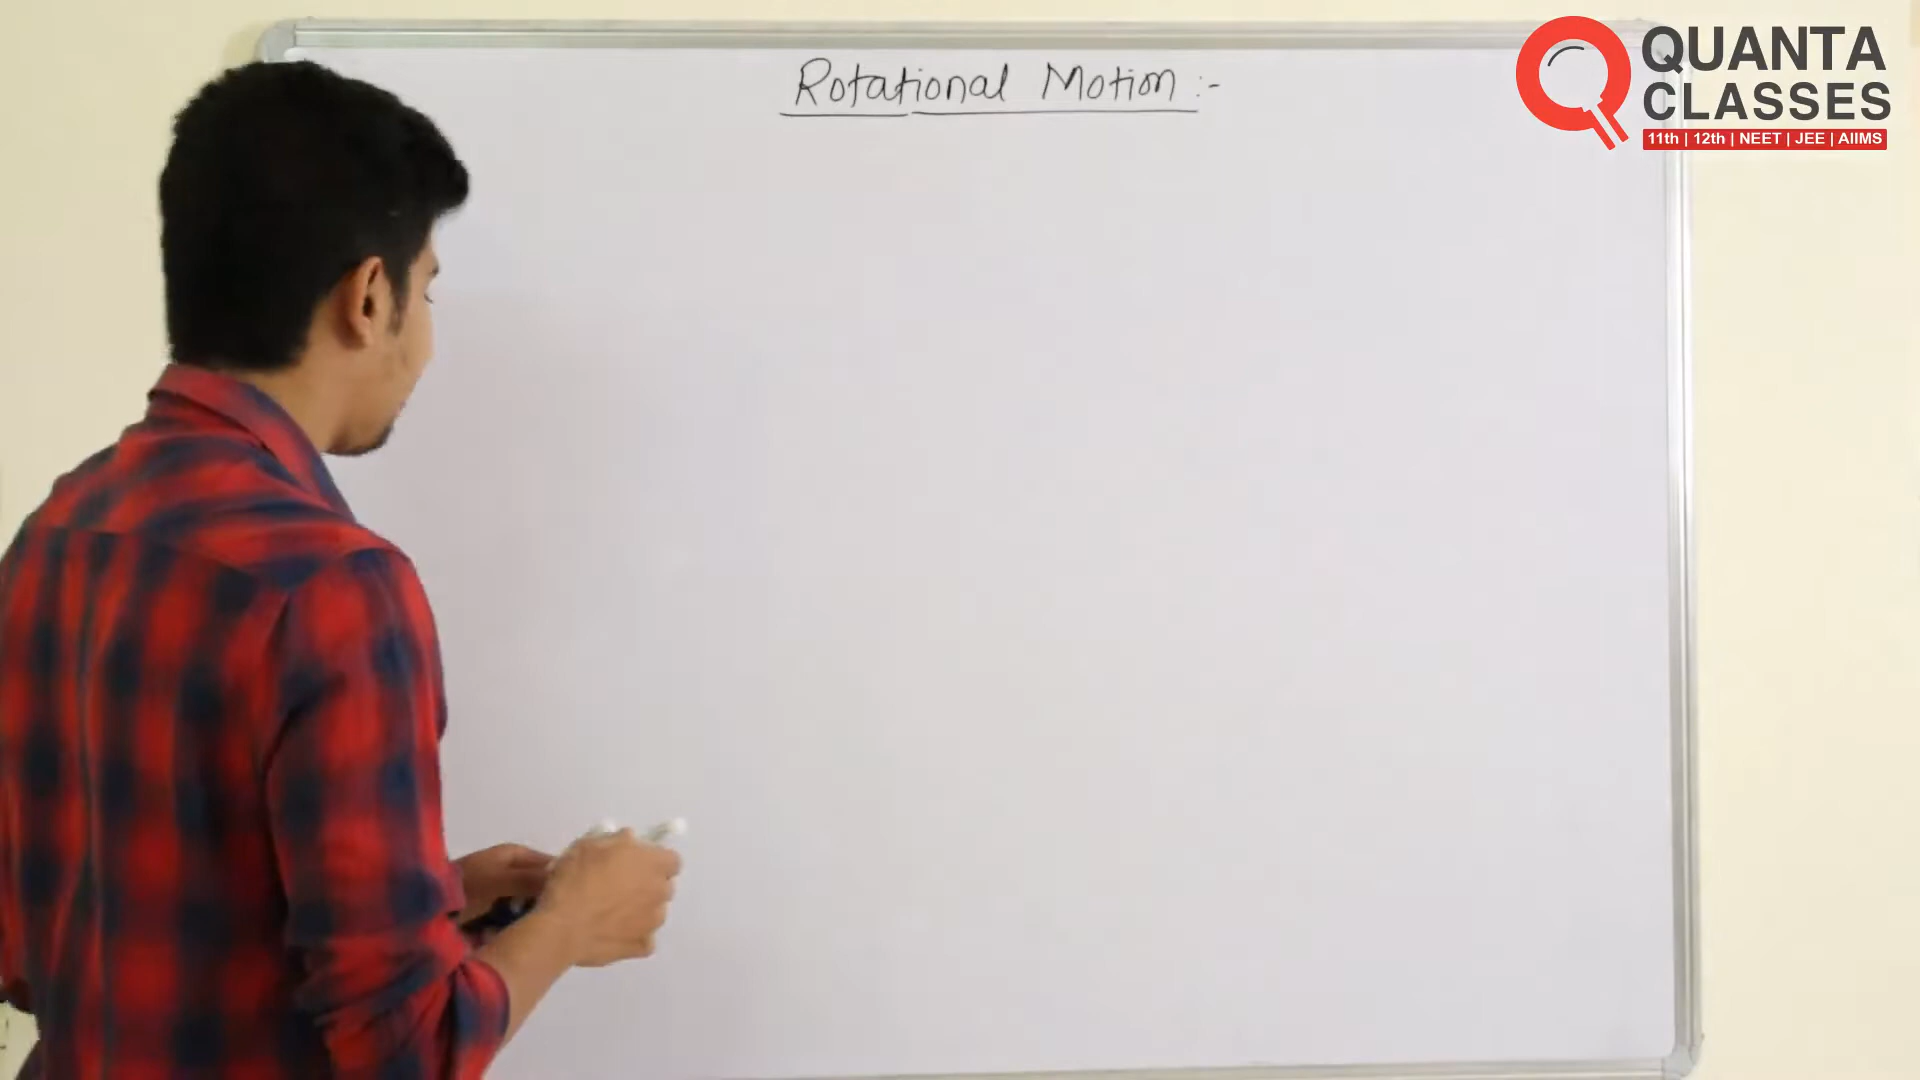 Rotational Motion :-
QUANTA
CLASSES
11th | 12th | NEET | JEE | AIIMS